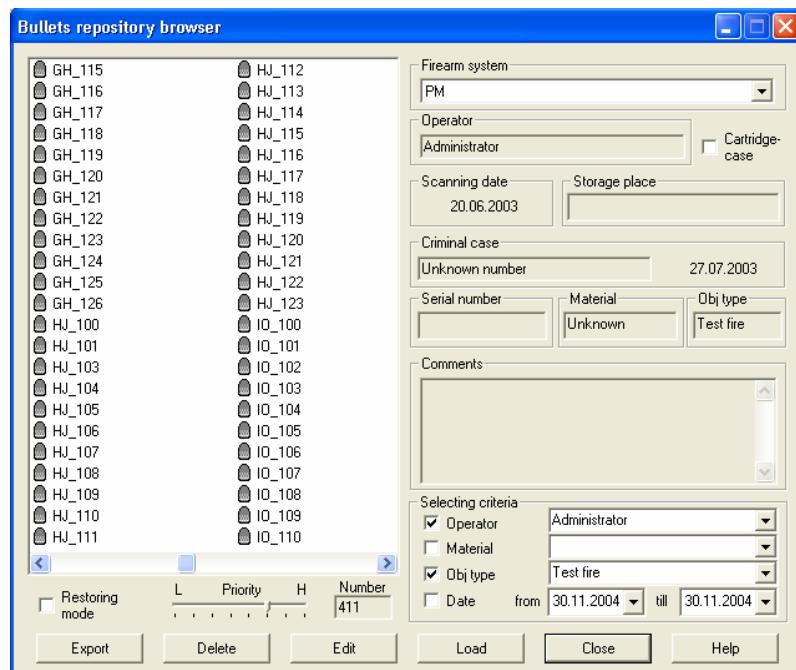 Bullets repository browser
GH_115
GH_116
GH_117
GH_118
GH_119
GH_120
GH_121
GH_122
GH_123
GH_124
GH_125
GH_126
HJ_100
HJ_101
HJ_103
HJ_104
HJ_105
HJ_106
HJ_107
HJ_108
HJ_109
HJ_110
HJ_111
HJ_112
HJ_113
HJ_114
HJ_115
HJ_116
HJ_117
HJ_118
HJ_119
HJ_120
HJ_121
HJ_122
HJ_123
IO_100
IO_101
IO_102
IO_103
IO_104
IO_105
IO_106
IO_107
IO_108
IO_109
IO_110
Restoring
mode
L Priority H
Number
411
Firearm system
PM
Operator
Administrator
Cartridge-
case
Scanning date
20.06.2003
Storage place
Criminal case
Unknown number 27.07.2003
Serial number
Material
Unknown
Obj type
Test fire
Comments
Selecting criteria
Operator Administrator
Material
Obj type Test fire
Date from 30.11.2004 till 30.11.2004
Export Delete Edit Load Close Help